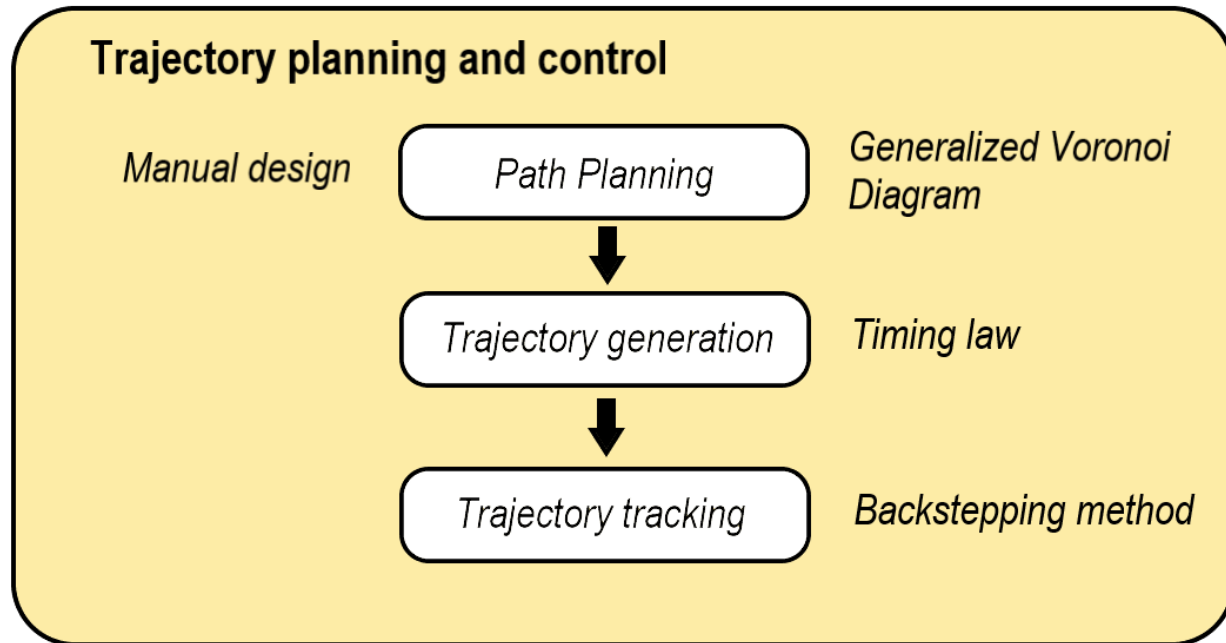 Trajectory planning and control
Manual design
Path Planning
Generalized Voronoi
Diagram
Trajectory generation
Timing law
Trajectory tracking
Backstepping method